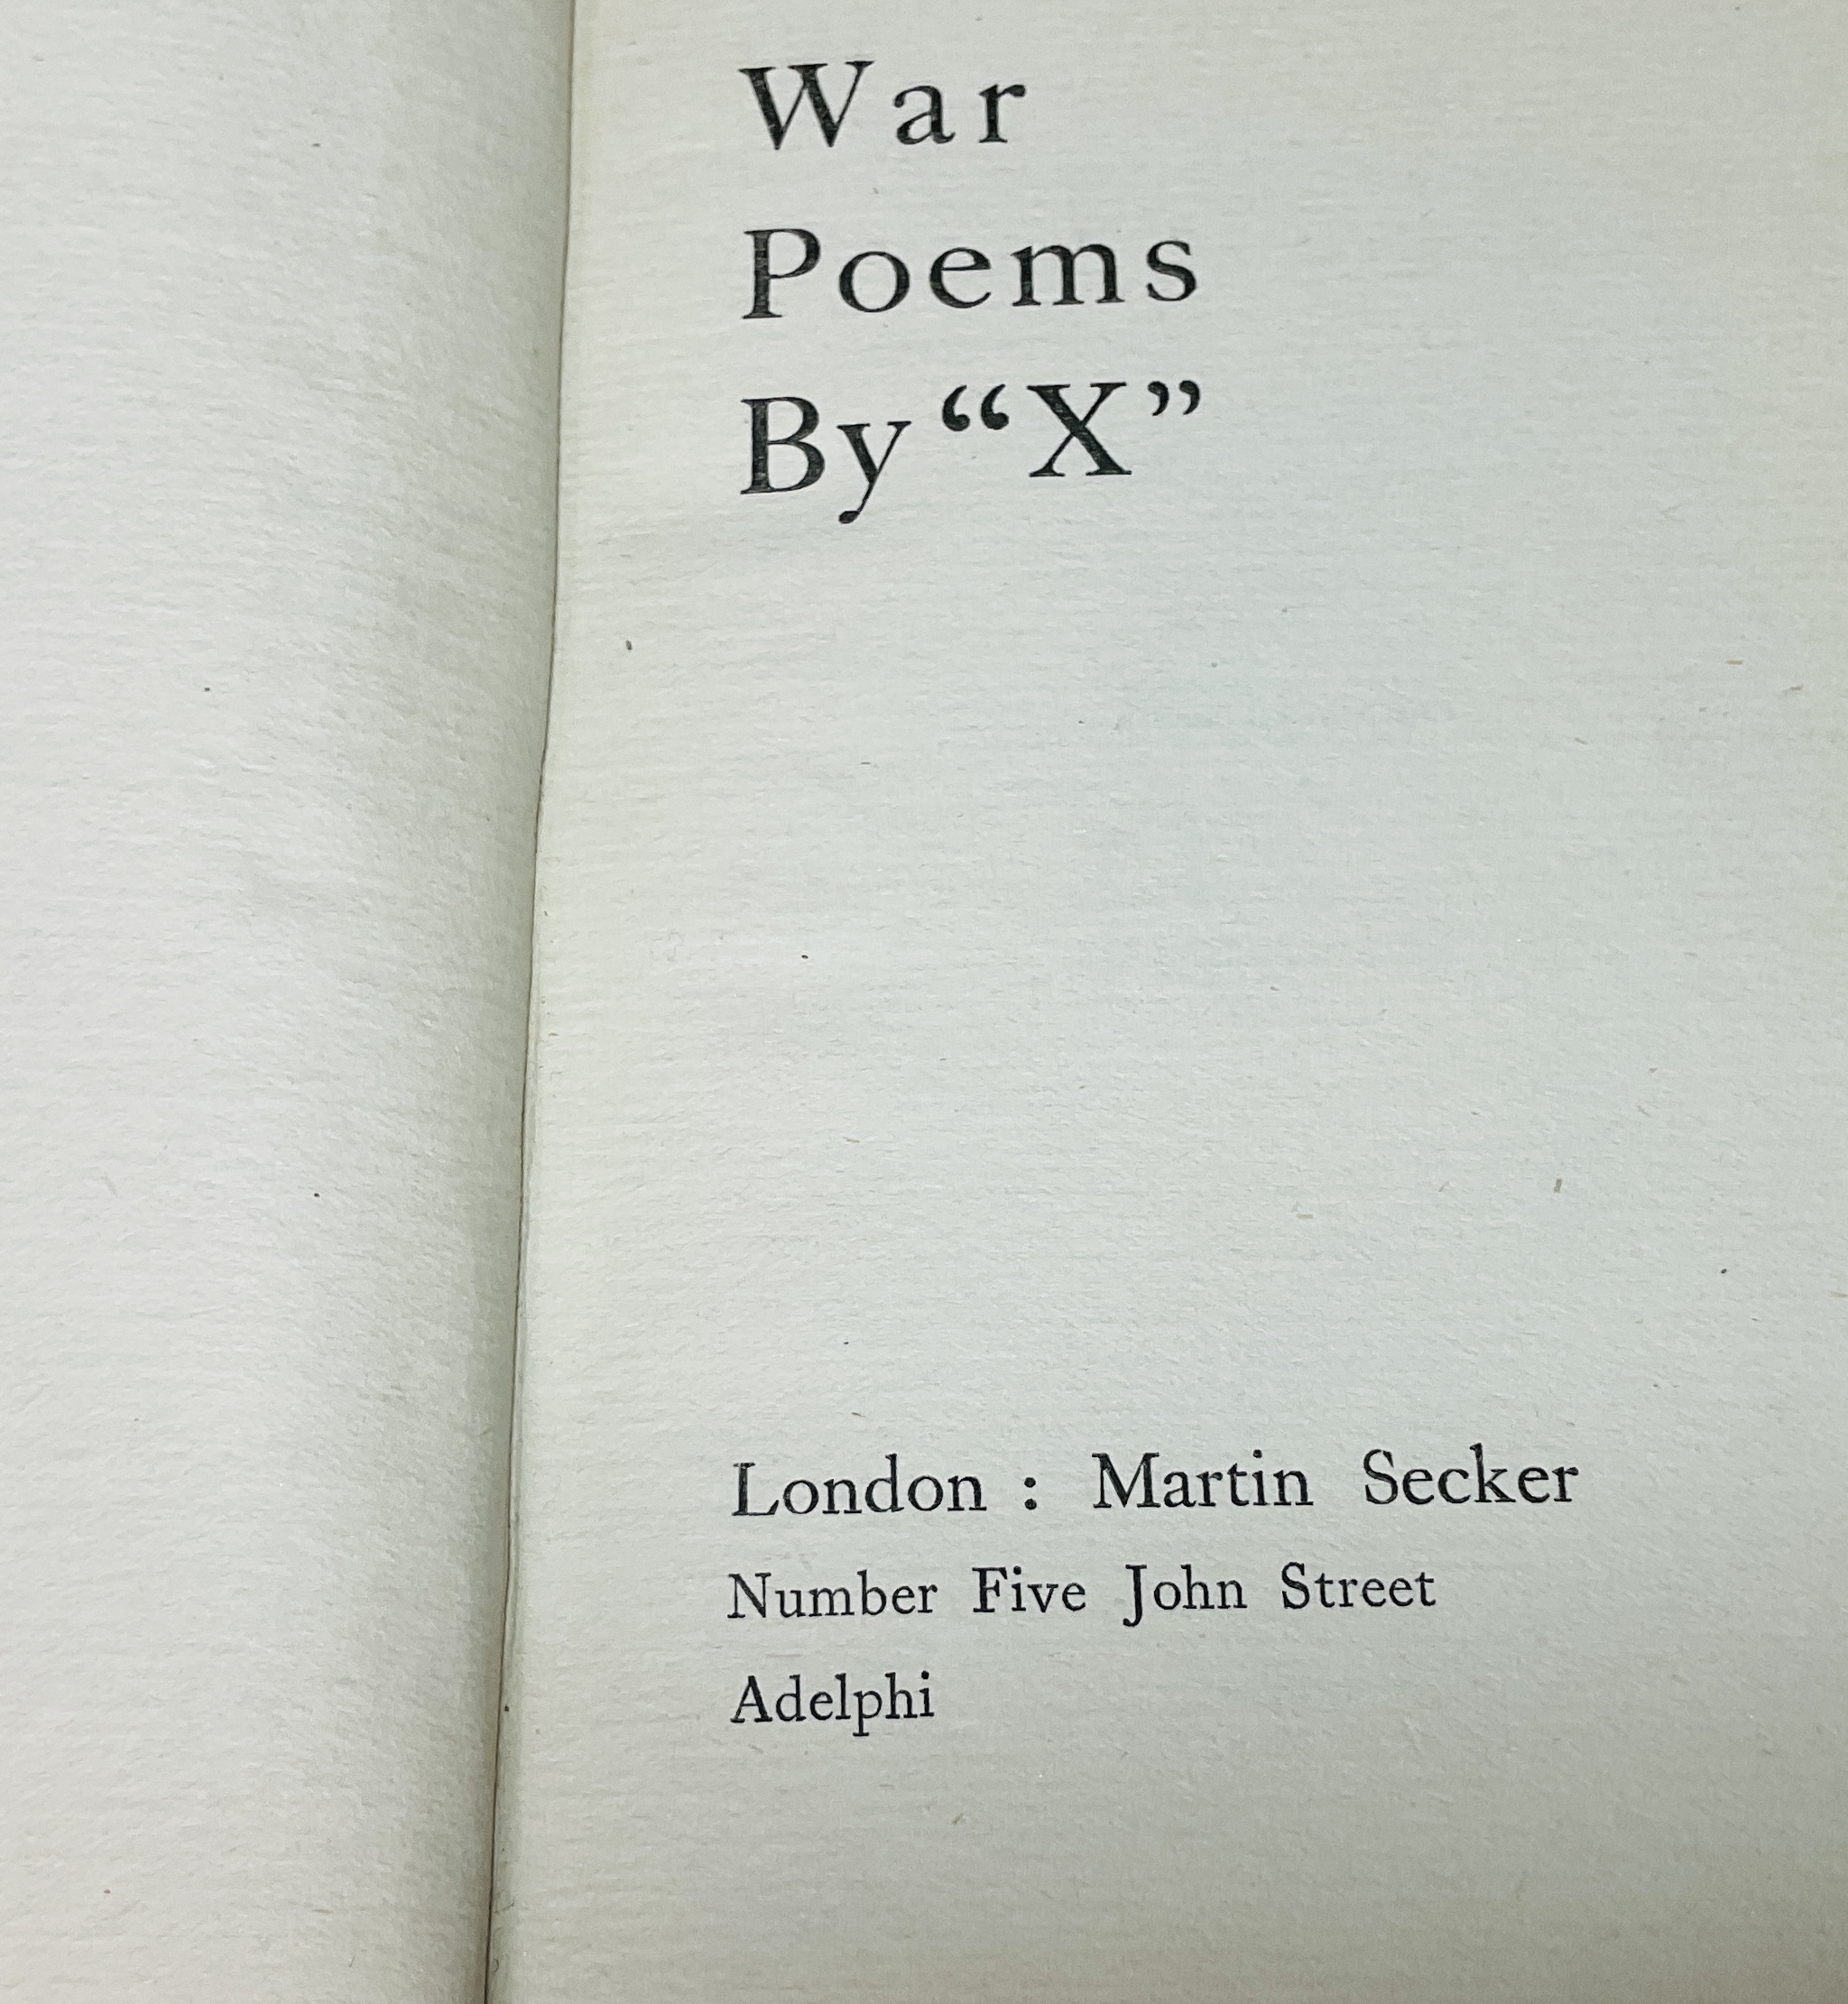 War
Poems
By “X”
London : Martin Secker
Number Five John Street
Adelphi